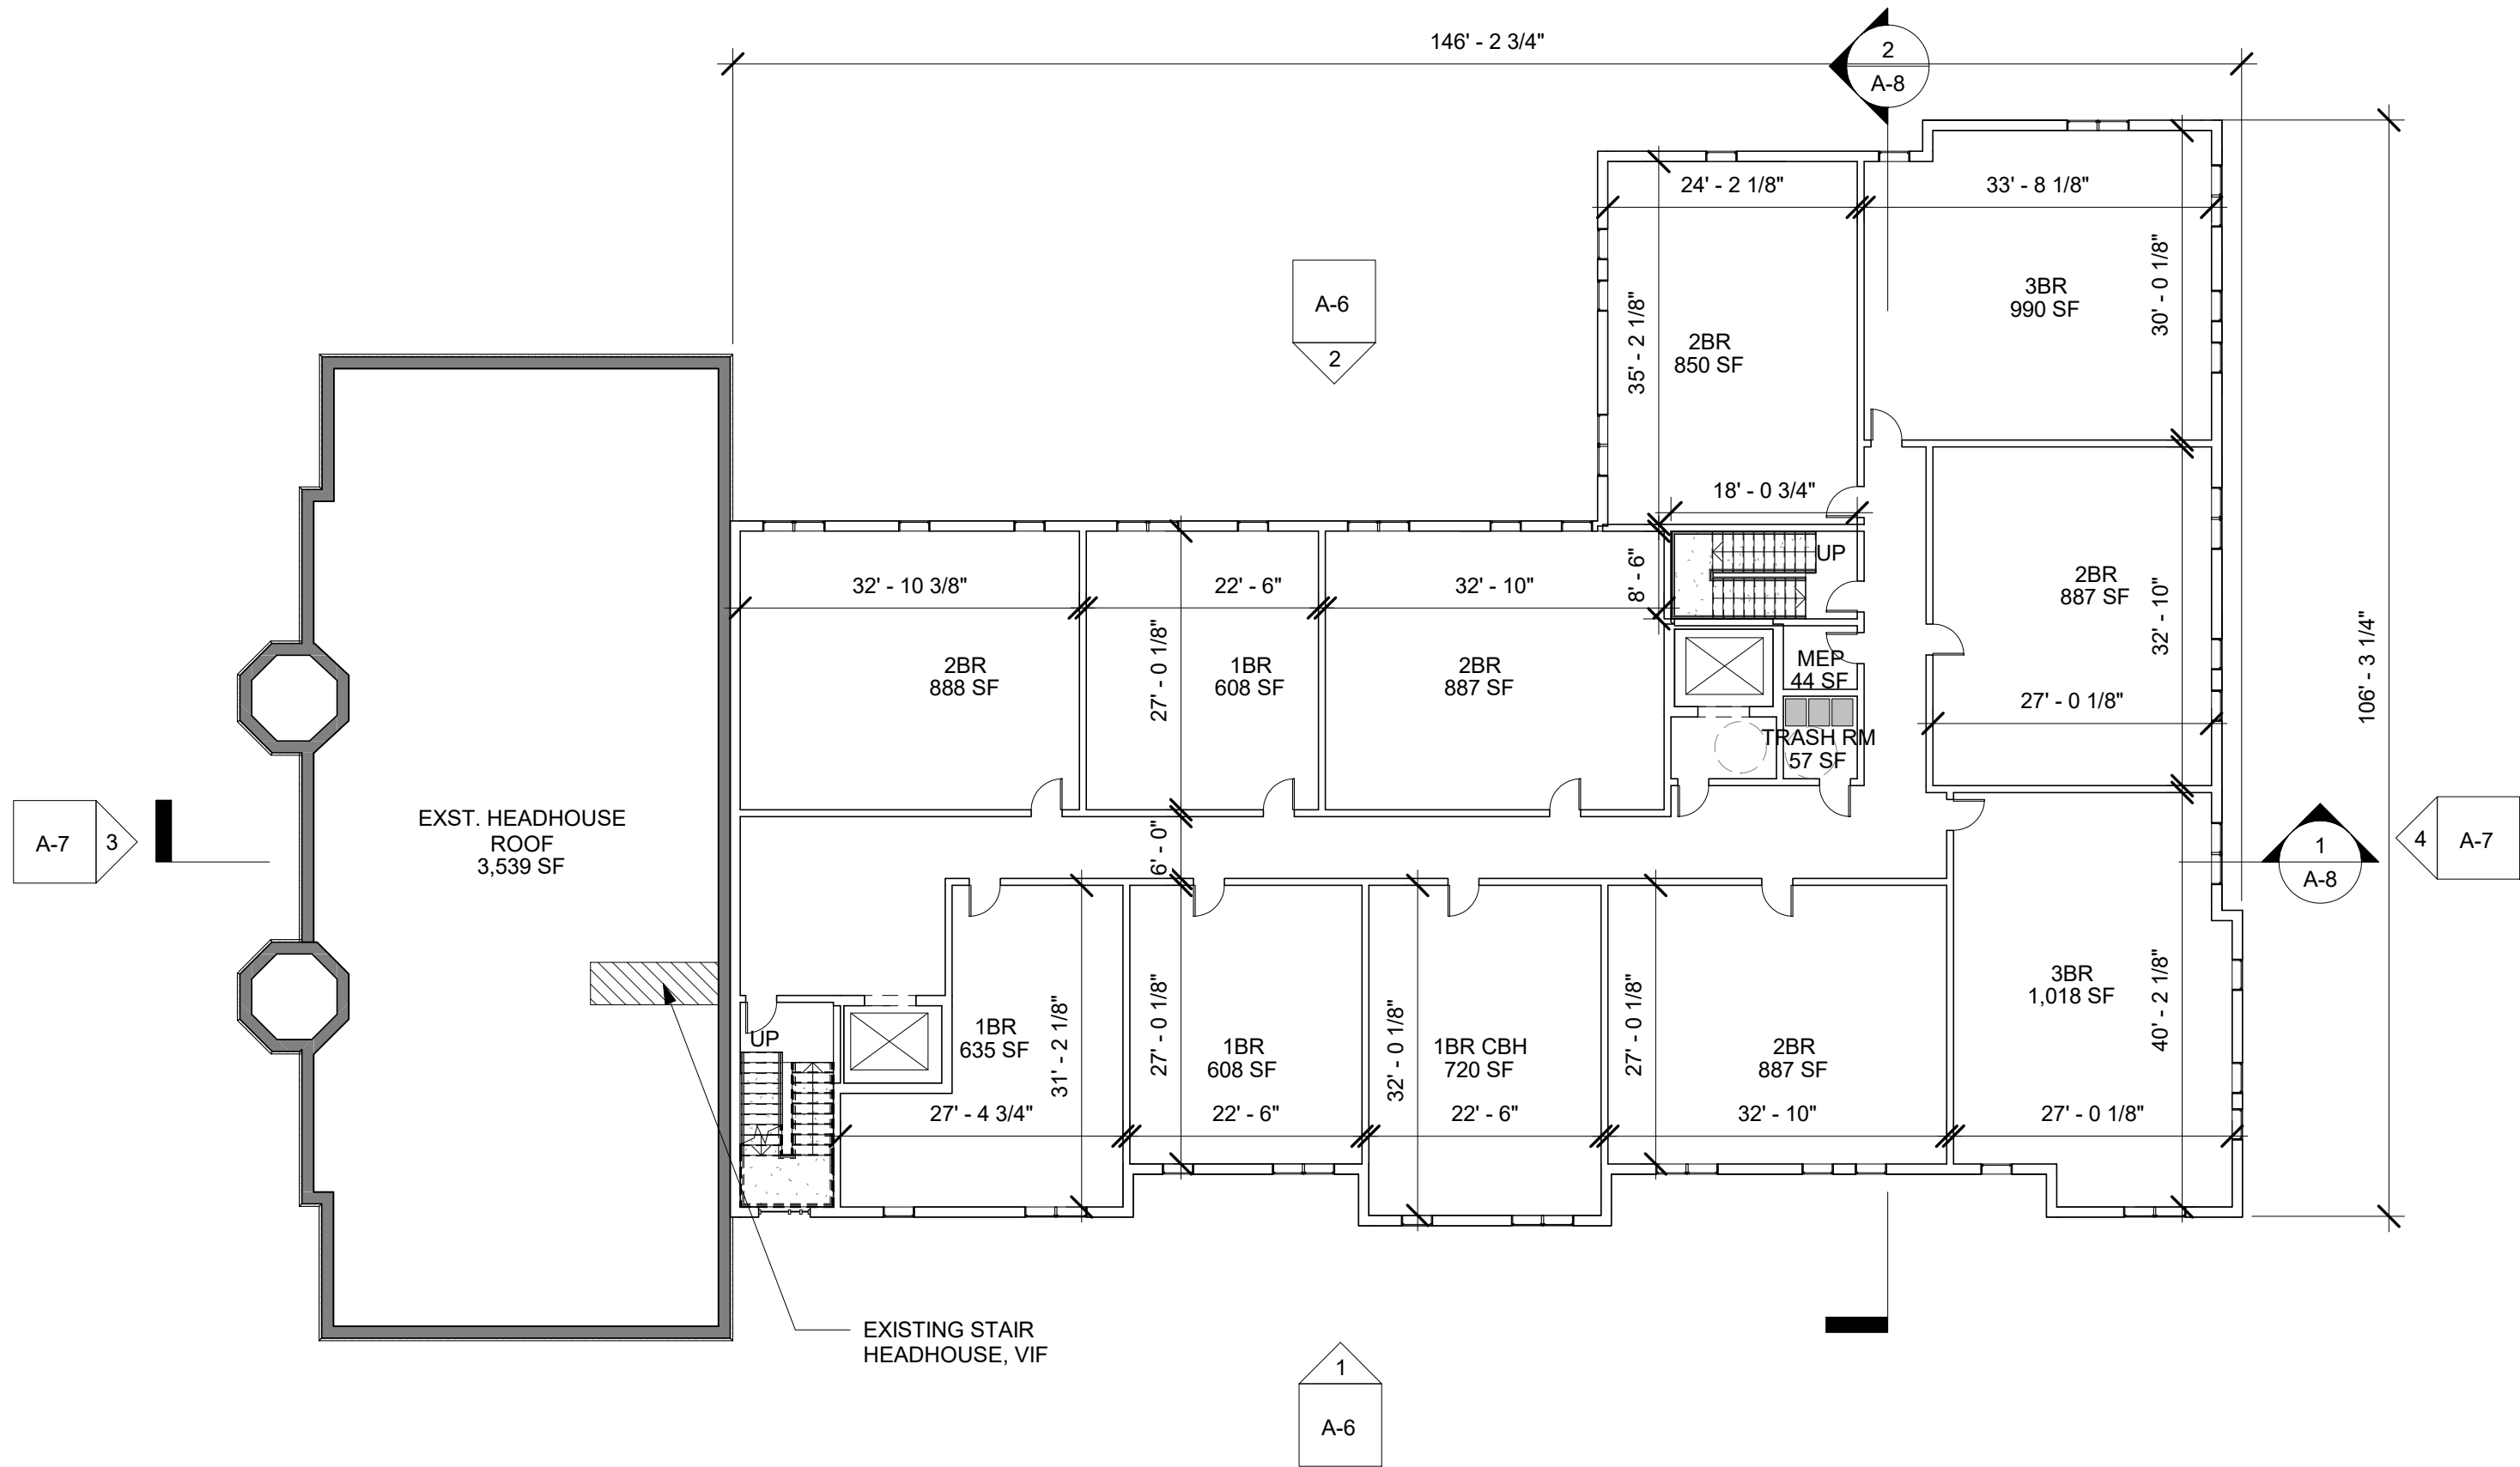 146' - 2 3/4"
2
A-8
24' - 2 1/8"
33' - 8 1/8"
A-6
2
35' - 2 1/8"
2BR
850 SF
3BR
990 SF
30' - 0 1/8"
18' - 0 3/4"
UP
8' - 6"
32' - 10 3/8"
22' - 6"
32' - 10"
2BR
887 SF
32' - 10"
27' - 0 1/8"
106' - 3 1/4"
2BR
888 SF
27' - 0 1/8"
1BR
608 SF
2BR
887 SF
MEP
44 SF
TRASH RM
57 SF
A-7
3
EXST. HEADHOUSE
ROOF
3,539 SF
6' - 0"
1
A-8
4
A-7
UP
1BR
635 SF
31' - 2 1/8"
27' - 4 3/4"
27' - 0 1/8"
1BR
608 SF
22' - 6"
32' - 0 1/8"
1BR CBH
720 SF
22' - 6"
27' - 0 1/8"
2BR
887 SF
32' - 10"
3BR
1,018 SF
40' - 2 1/8"
27' - 0 1/8"
EXISTING STAIR
HEADHOUSE, VIF
1
A-6